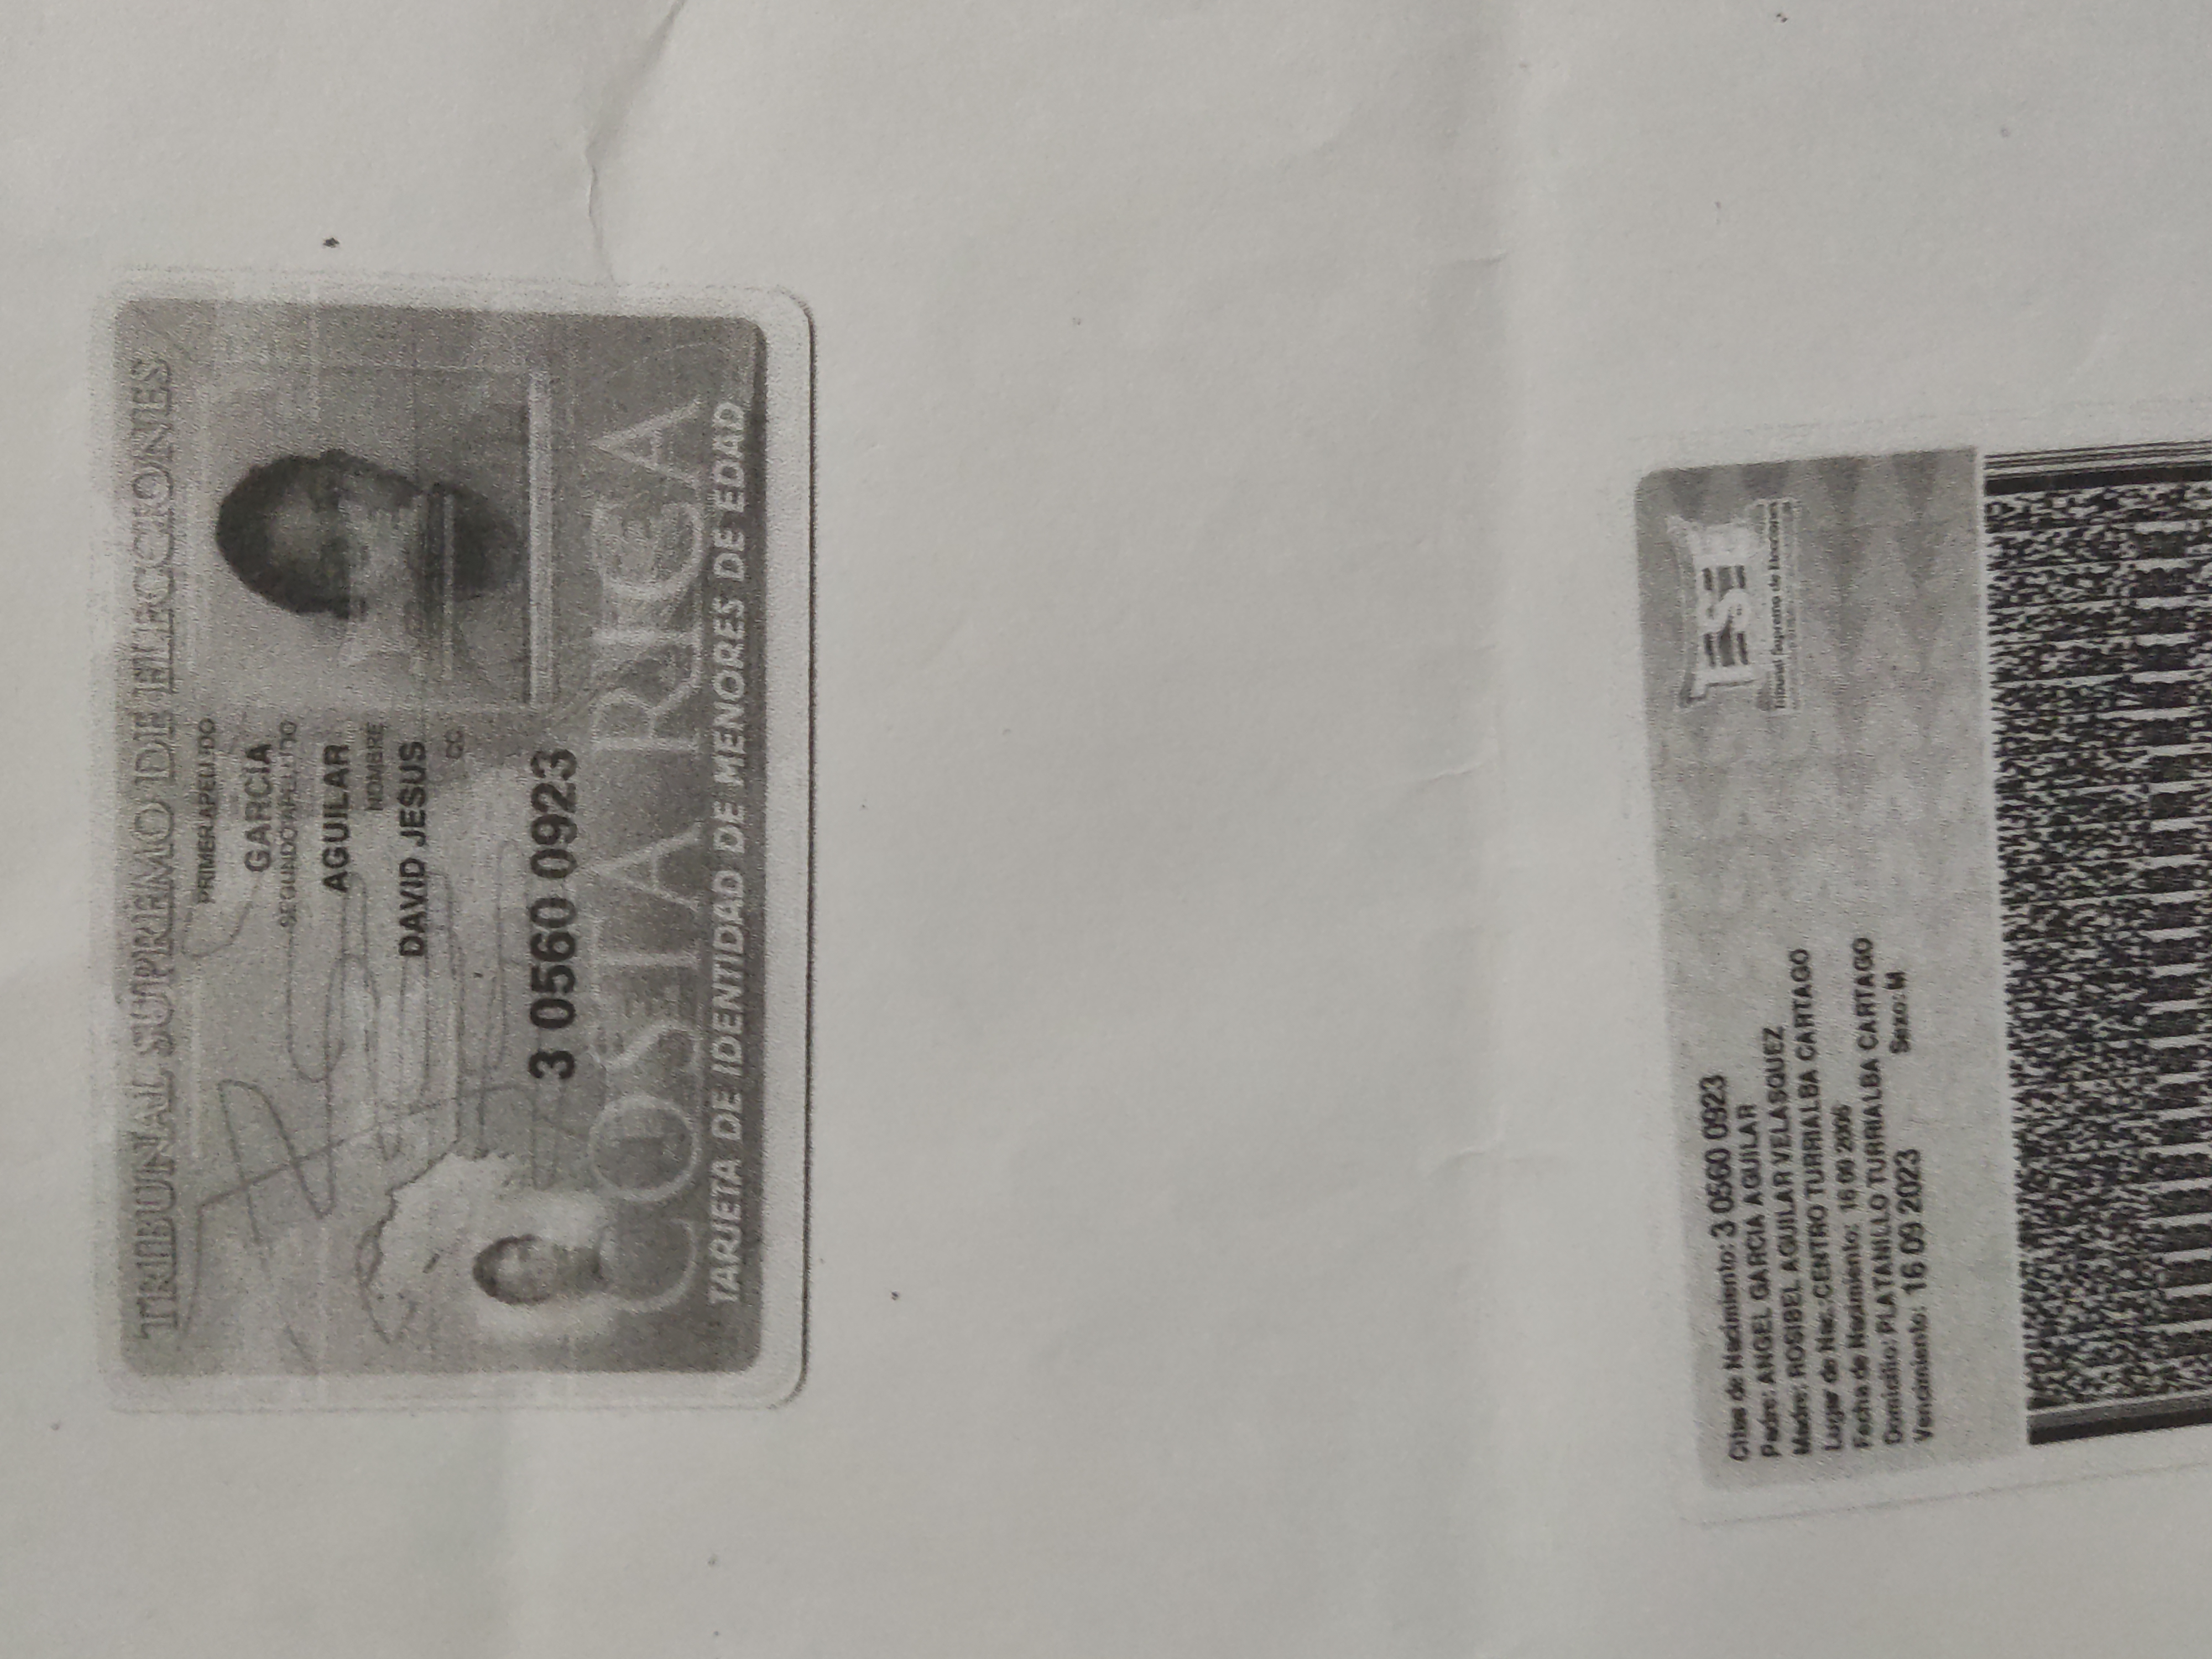 TRIBUNAL SUPREMO DE ELECCIONES
PRIMER APELLIDO
GARCIA
SEGUNDO APELLIDO
AGUILAR
NOMBRE
DAVID JESUS
CC
3 0560 0923
COSTA RICA
TARJETA DE IDENTIDAD DE MENORES DE EDAD
Citas de Nacimiento: 3 0560 0923
Padre: ANGEL GARCIA AGUILAR
Madre: ROSIBEL AGUILAR VELASQUEZ
Lugar de Nac.: CENTRO TURRIALBA CARTAGO
Fecha de Nacimiento: 16 09 2005
Domicilio: PLATANILLO TURRIALBA CARTAGO
Vencimiento: 16 09 2023 Sexo: M
TSE
Tribunal Supremo de Elecciones